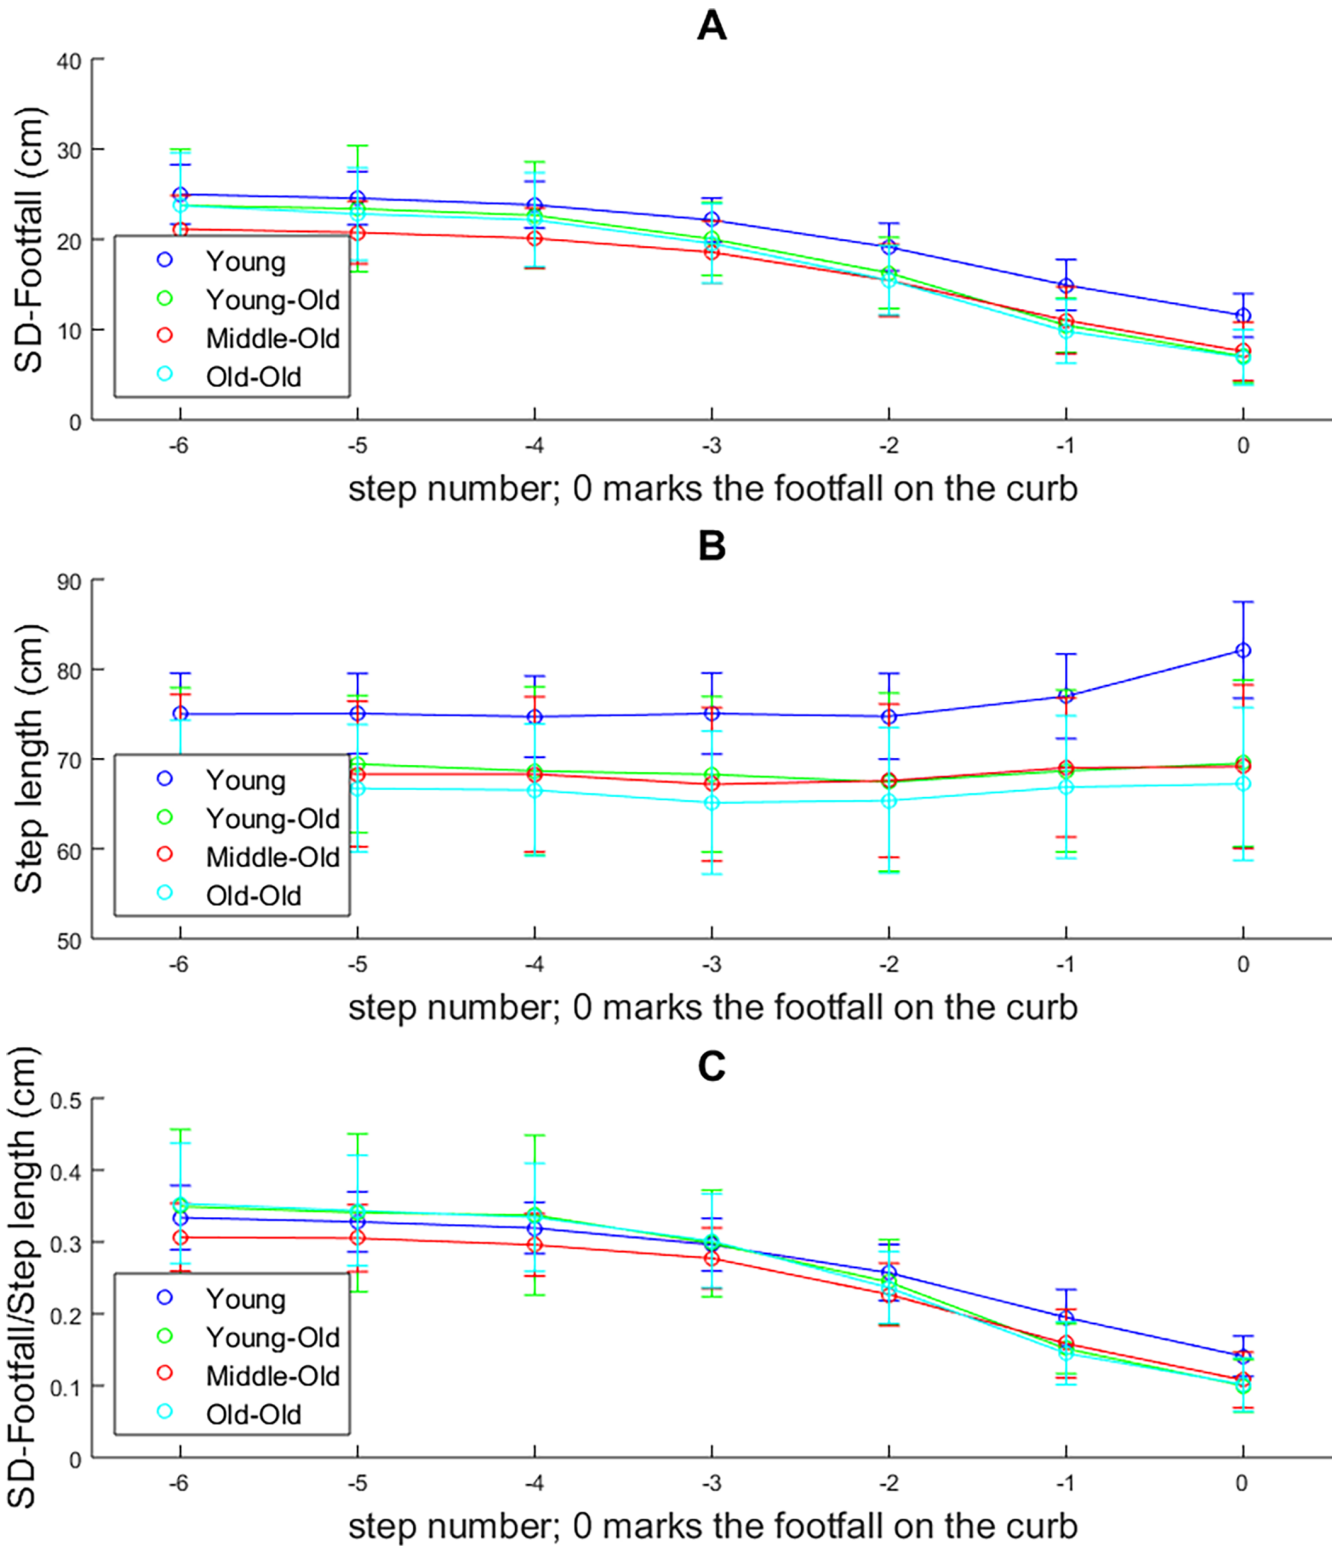 A
SD-Footfall (cm)
40
30
20
10
0
Young
Young-Old
Middle-Old
Old-Old
-6 -5 -4 -3 -2 -1 0
step number; 0 marks the footfall on the curb
B
Step length (cm)
90
80
70
60
50
Young
Young-Old
Middle-Old
Old-Old
-6 -5 -4 -3 -2 -1 0
step number; 0 marks the footfall on the curb
C
SD-Footfall/Step length (cm)
0.5
0.4
0.3
0.2
0.1
0
Young
Young-Old
Middle-Old
Old-Old
-6 -5 -4 -3 -2 -1 0
step number; 0 marks the footfall on the curb